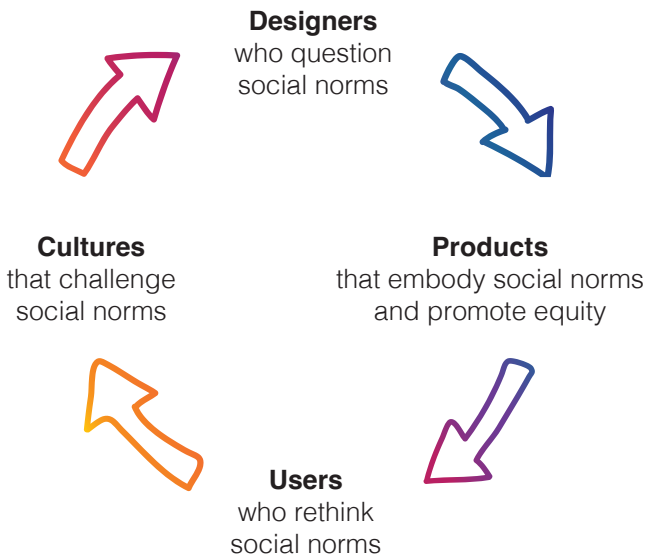 Designers
who question
social norms
Cultures
that challenge
social norms
Products
that embody social norms
and promote equity
Users
who rethink
social norms